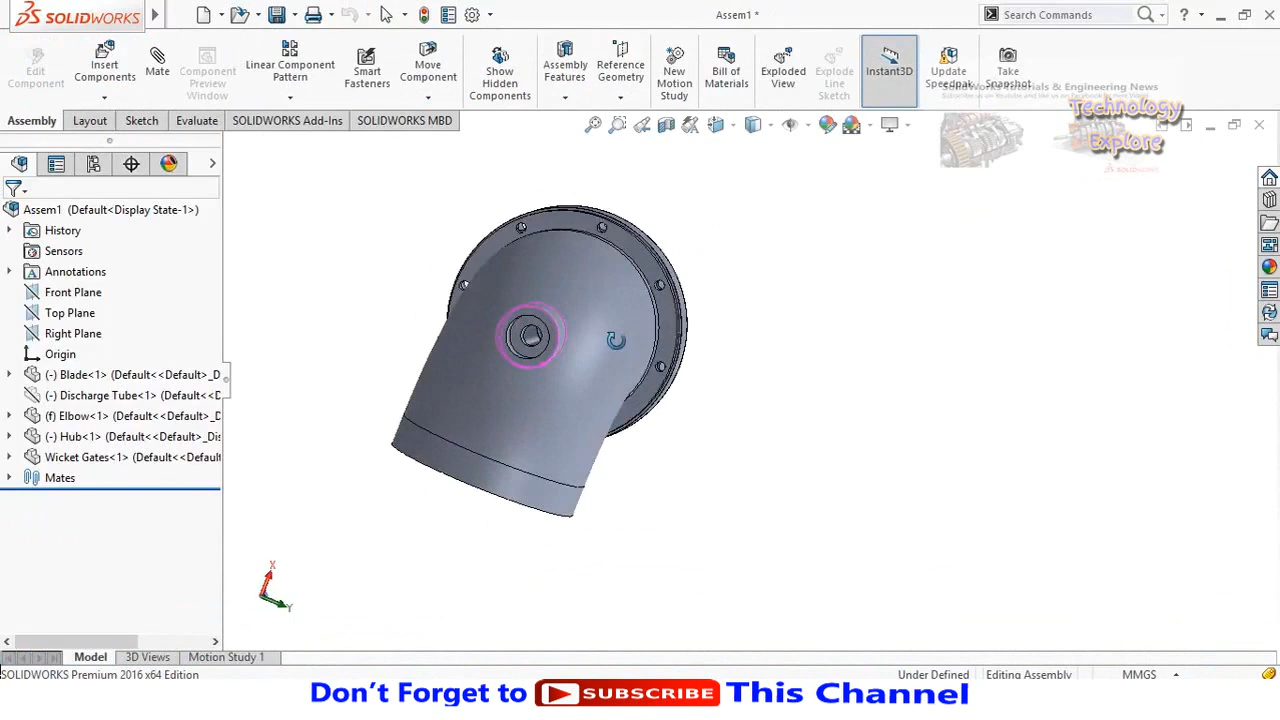 SOLIDWORKS
Assem1 *
Search Commands
?
Edit Component
Insert Components
Mate
Component Preview Window
Linear Component Pattern
Smart Fasteners
Move Component
Show Hidden Components
Assembly Features
Reference Geometry
New Motion Study
Bill of Materials
Exploded View
Explode Line Sketch
Instant3D
Update Speedpak
Take Snapshot
SolidWorks Tutorials & Engineering News
Technology
Explore
SOLIDWORKS
Assembly
Layout
Sketch
Evaluate
SOLIDWORKS Add-Ins
SOLIDWORKS MBD
Assem1 (Default<Display State-1>)
History
Sensors
Annotations
Front Plane
Top Plane
Right Plane
Origin
(-) Blade<1> (Default<<Default>_D
(-) Discharge Tube<1> (Default<<D
(f) Elbow<1> (Default<<Default>_D
(-) Hub<1> (Default<<Default>_Dis
Wicket Gates<1> (Default<<Default
Mates
X
Y
Model
3D Views
Motion Study 1
SOLIDWORKS Premium 2016 x64 Edition
Under Defined
Editing Assembly
MMGS
Don't Forget to SUBSCRIBE This Channel